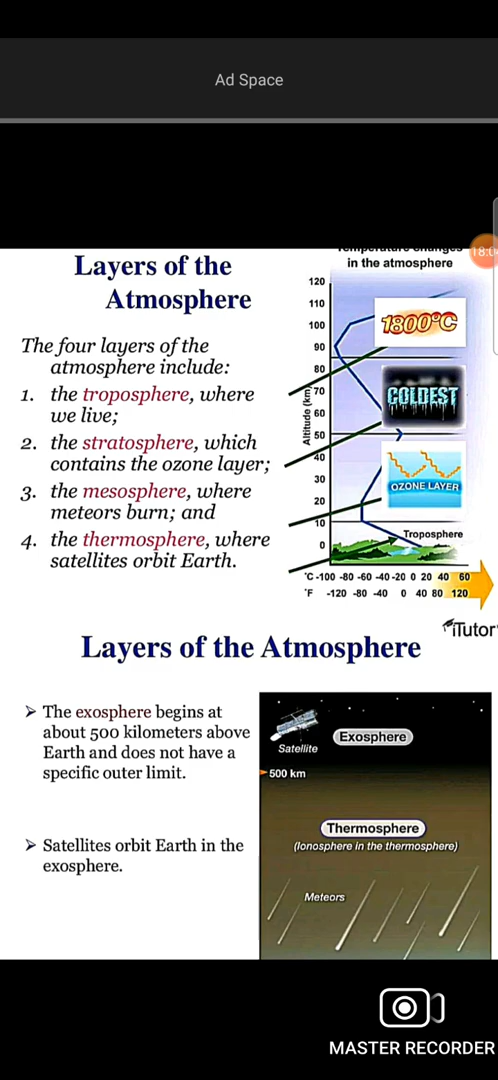 Ad Space
18:0
Layers of the
Atmosphere
The four layers of the
atmosphere include:
1. the troposphere, where
we live;
2. the stratosphere, which
contains the ozone layer;
3. the mesosphere, where
meteors burn; and
4. the thermosphere, where
satellites orbit Earth.
Temperature changes
in the atmosphere
Altitude (km)
120
110
100
90
80
70
60
50
40
30
20
10
0
1800°C
COLDEST
OZONE LAYER
Troposphere
°C -100 -80 -60 -40 -20 0 20 40 60
°F -120 -80 -40 0 40 80 120
iTutor
Layers of the Atmosphere
➢ The exosphere begins at
about 500 kilometers above
Earth and does not have a
specific outer limit.
➢ Satellites orbit Earth in the
exosphere.
Satellite
Exosphere
500 km
Thermosphere
(Ionosphere in the thermosphere)
Meteors
MASTER RECORDER